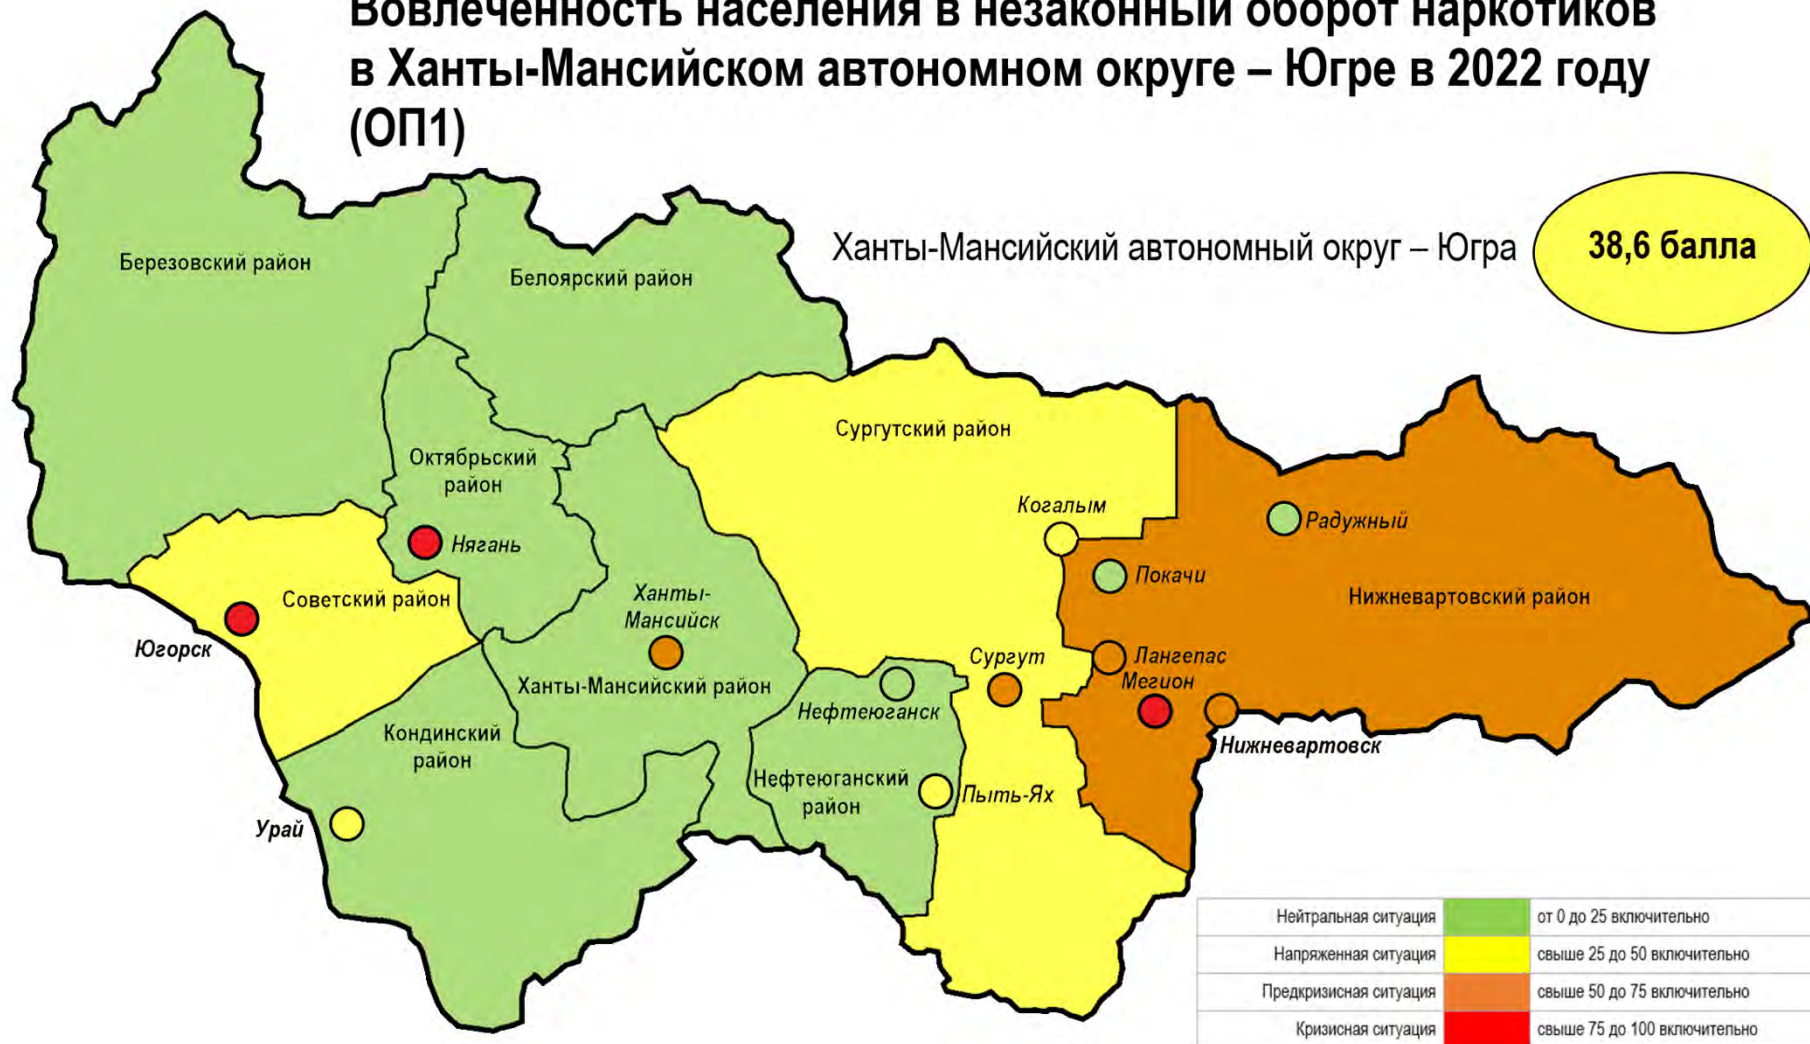 Вовлеченность населения в незаконный оборот наркотиков
в Ханты-Мансийском автономном округе – Югре в 2022 году
(ОП1)
Ханты-Мансийский автономный округ – Югра
38,6 балла
Березовский район
Белоярский район
Сургутский район
Октябрьский
район
Когалым
Радужный
Нягань
Покачи
Советский район
Ханты-
Мансийск
Нижневартовский район
Югорск
Сургут
Лангепас
Мегион
Ханты-Мансийский район
Нефтеюганск
Кондинский
район
Нижневартовск
Нефтеюганский
район
Пыть-Ях
Урай
Нейтральная ситуация от 0 до 25 включительно
Напряженная ситуация свыше 25 до 50 включительно
Предкризисная ситуация свыше 50 до 75 включительно
Кризисная ситуация свыше 75 до 100 включительно